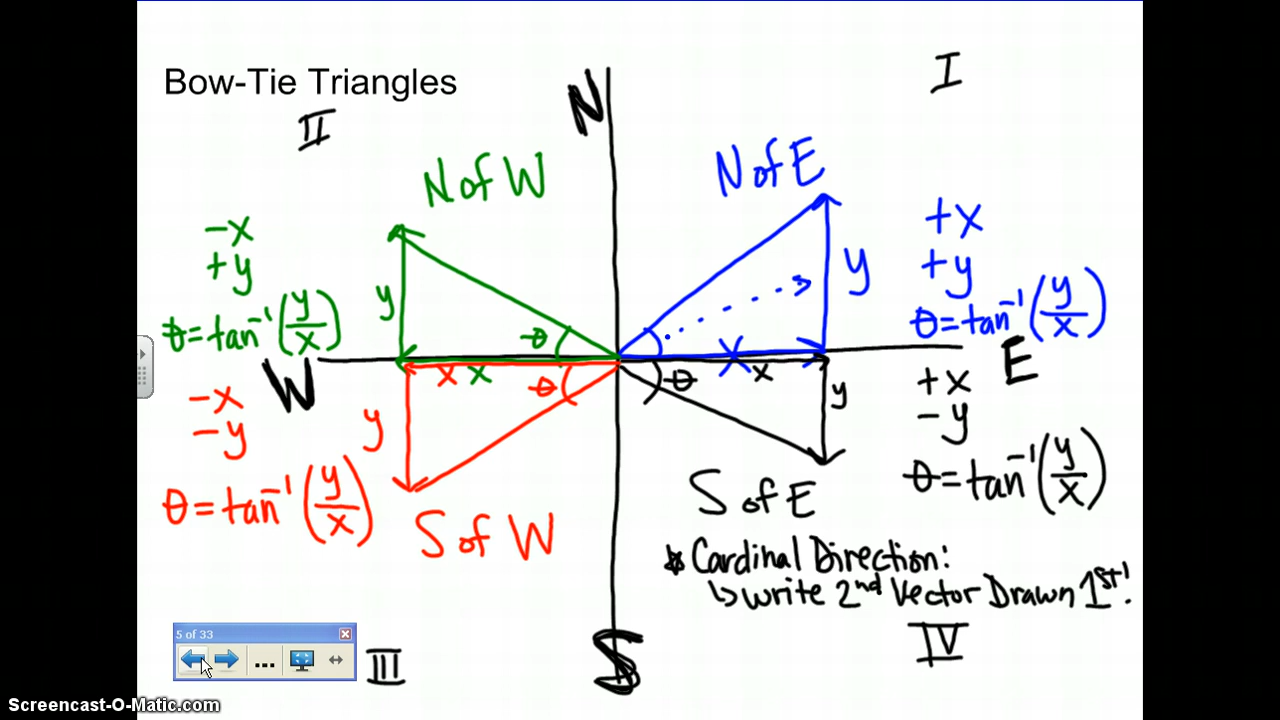 Bow-Tie Triangles
I
II
N
N of W
N of E
-x
+y
θ = tan⁻¹(y/x)
y
θ
+x
+y
θ = tan⁻¹(y/x)
y
x
W
E
x
x
θ
θ
x
y
-x
-y
θ = tan⁻¹(y/x)
y
+x
-y
θ = tan⁻¹(y/x)
S of W
S of E
* Cardinal Direction:
↳ write 2nd Vector Drawn 1st!
5 of 33
...
III
S
IV
Screencast-O-Matic.com